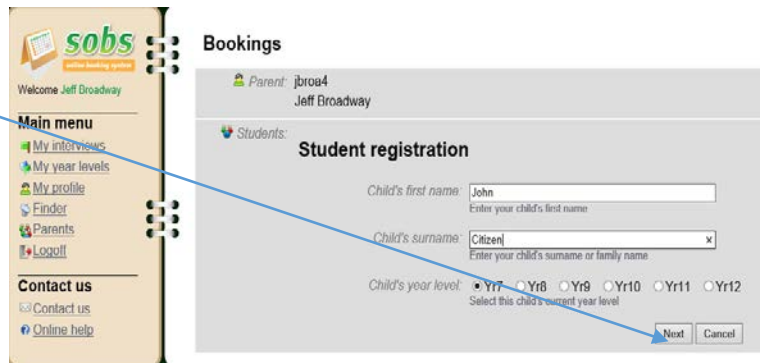 sobs
online booking system
Welcome Jeff Broadway
Main menu
My interviews
My year levels
My profile
Finder
Parents
Logoff
Contact us
Contact us
Online help
Bookings
Parent: jbroa4
Jeff Broadway
Students:
Student registration
Child's first name: John
Enter your child's first name
Child's surname: Citizen x
Enter your child's surname or family name
Child's year level: Yr7 Yr8 Yr9 Yr10 Yr11 Yr12
Select this child's current year level
Next Cancel